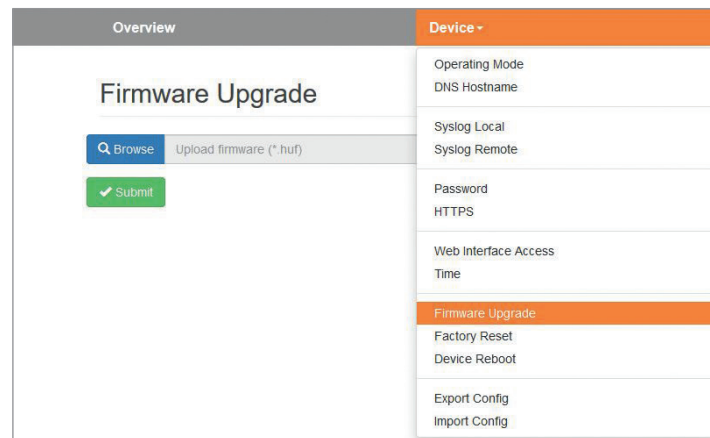 Overview
Device
Firmware Upgrade
Browse
Upload firmware (*.huf)
Submit
Operating Mode
DNS Hostname
Syslog Local
Syslog Remote
Password
HTTPS
Web Interface Access
Time
Firmware Upgrade
Factory Reset
Device Reboot
Export Config
Import Config